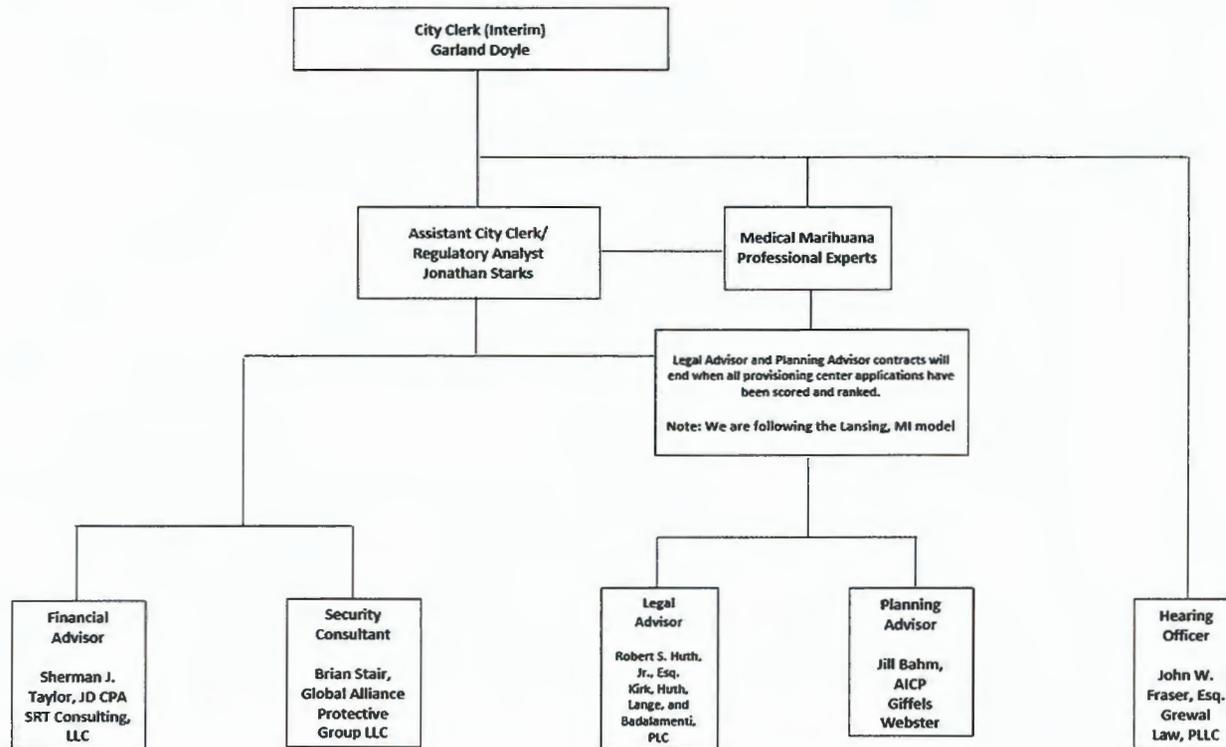 City Clerk (Interim)
Garland Doyle
Assistant City Clerk/
Regulatory Analyst
Jonathan Starks
Medical Marihuana
Professional Experts
Legal Advisor and Planning Advisor contracts will
end when all provisioning center applications have
been scored and ranked.
Note: We are following the Lansing, MI model
Financial
Advisor
Sherman J.
Taylor, JD CPA
SRT Consulting,
LLC
Security
Consultant
Brian Stair,
Global Alliance
Protective
Group LLC
Legal
Advisor
Robert S. Huth,
Jr., Esq.
Kirk, Huth,
Lange, and
Badalamenti,
PLC
Planning
Advisor
Jill Bahm,
AICP
Giffels
Webster
Hearing
Officer
John W.
Fraser, Esq.
Grewal
Law, PLLC